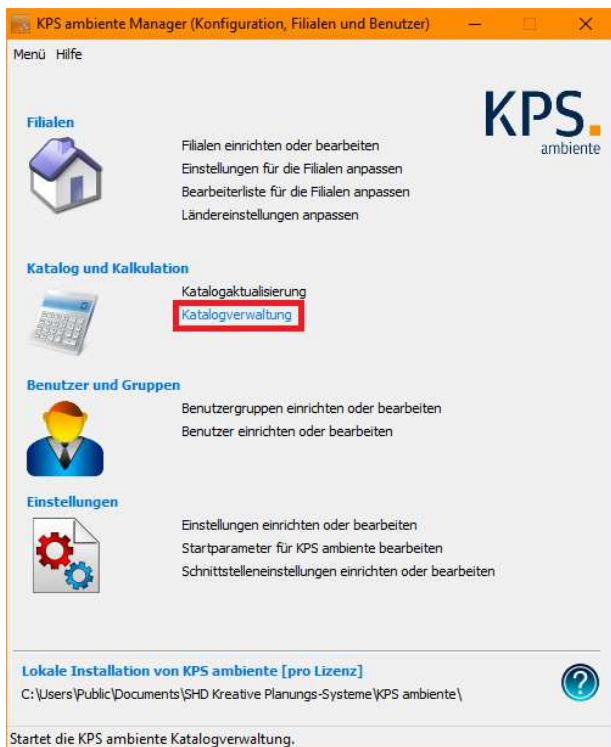 KPS ambiente Manager (Konfiguration, Filialen und Benutzer)
Menü Hilfe
KPS.
ambiente
Filialen
Filialen einrichten oder bearbeiten
Einstellungen für die Filialen anpassen
Bearbeiterliste für die Filialen anpassen
Ländereinstellungen anpassen
Katalog und Kalkulation
Katalogaktualisierung
Katalogverwaltung
Benutzer und Gruppen
Benutzergruppen einrichten oder bearbeiten
Benutzer einrichten oder bearbeiten
Einstellungen
Einstellungen einrichten oder bearbeiten
Startparameter für KPS ambiente bearbeiten
Schnittstelleneinstellungen einrichten oder bearbeiten
Lokale Installation von KPS ambiente [pro Lizenz]
C:\Users\Public\Documents\SHD Kreative Planungs-Systeme\KPS ambiente\
?
Startet die KPS ambiente Katalogverwaltung.